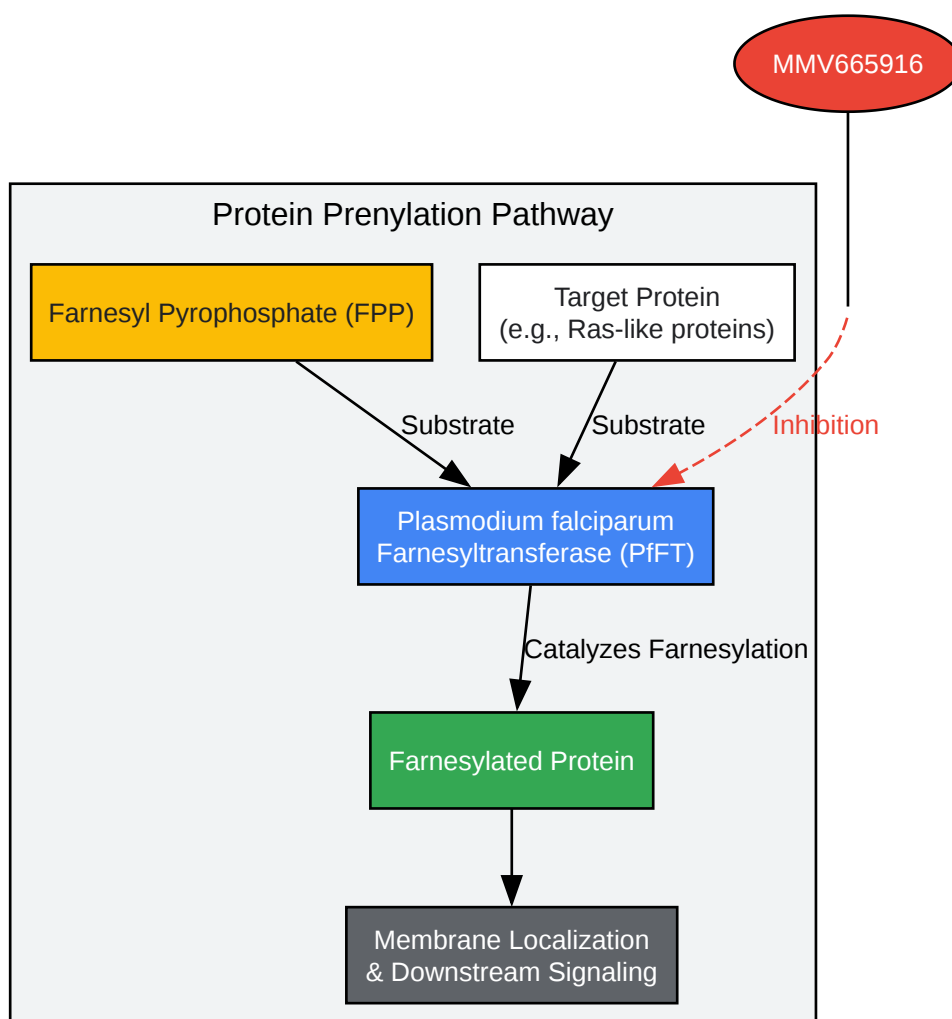 MMV665916
Protein Prenylation Pathway
Farnesyl Pyrophosphate (FPP)
Target Protein
(e.g., Ras-like proteins)
Substrate
Substrate
Inhibition
Plasmodium falciparum
Farnesyltransferase (PfFT)
Catalyzes Farnesylation
Farnesylated Protein
Membrane Localization
& Downstream Signaling